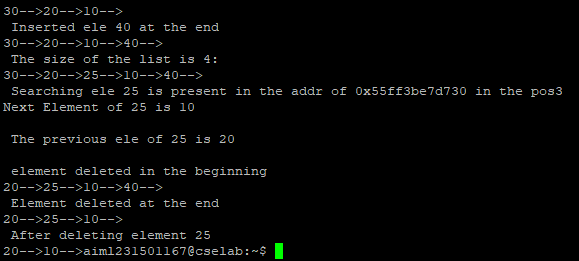 30-->20-->10-->
Inserted ele 40 at the end
30-->20-->10-->40-->
The size of the list is 4:
30-->20-->25-->10-->40-->
Searching ele 25 is present in the addr of 0x55ff3be7d730 in the pos3
Next Element of 25 is 10
The previous ele of 25 is 20
element deleted in the beginning
20-->25-->10-->40-->
Element deleted at the end
20-->25-->10-->
After deleting element 25
20-->10-->aiml231501167@cselab:~$